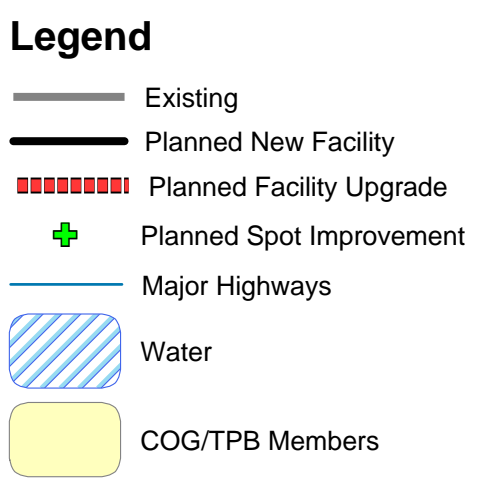 Legend
Existing
Planned New Facility
Planned Facility Upgrade
Planned Spot Improvement
Major Highways
Water
COG/TPB Members